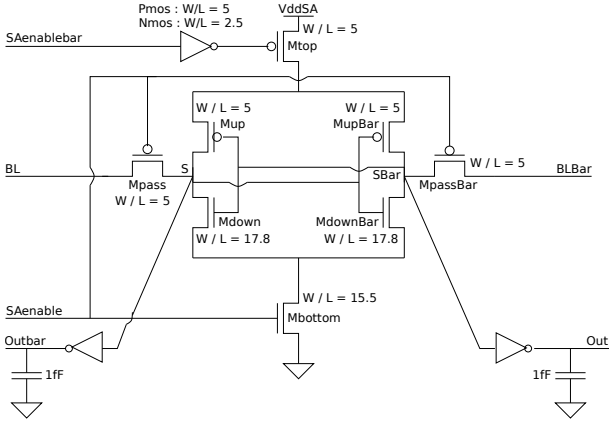 Pmos : W/L = 5
Nmos : W/L = 2.5
VddSA
SAenablebar
W / L = 5
Mtop
W / L = 5
W / L = 5
Mup
MupBar
BL
S
SBar
W / L = 5
BLBar
Mpass
MpassBar
W / L = 5
Mdown
MdownBar
W / L = 17.8
W / L = 17.8
SAenable
W / L = 15.5
Mbottom
Outbar
Out
1fF
1fF